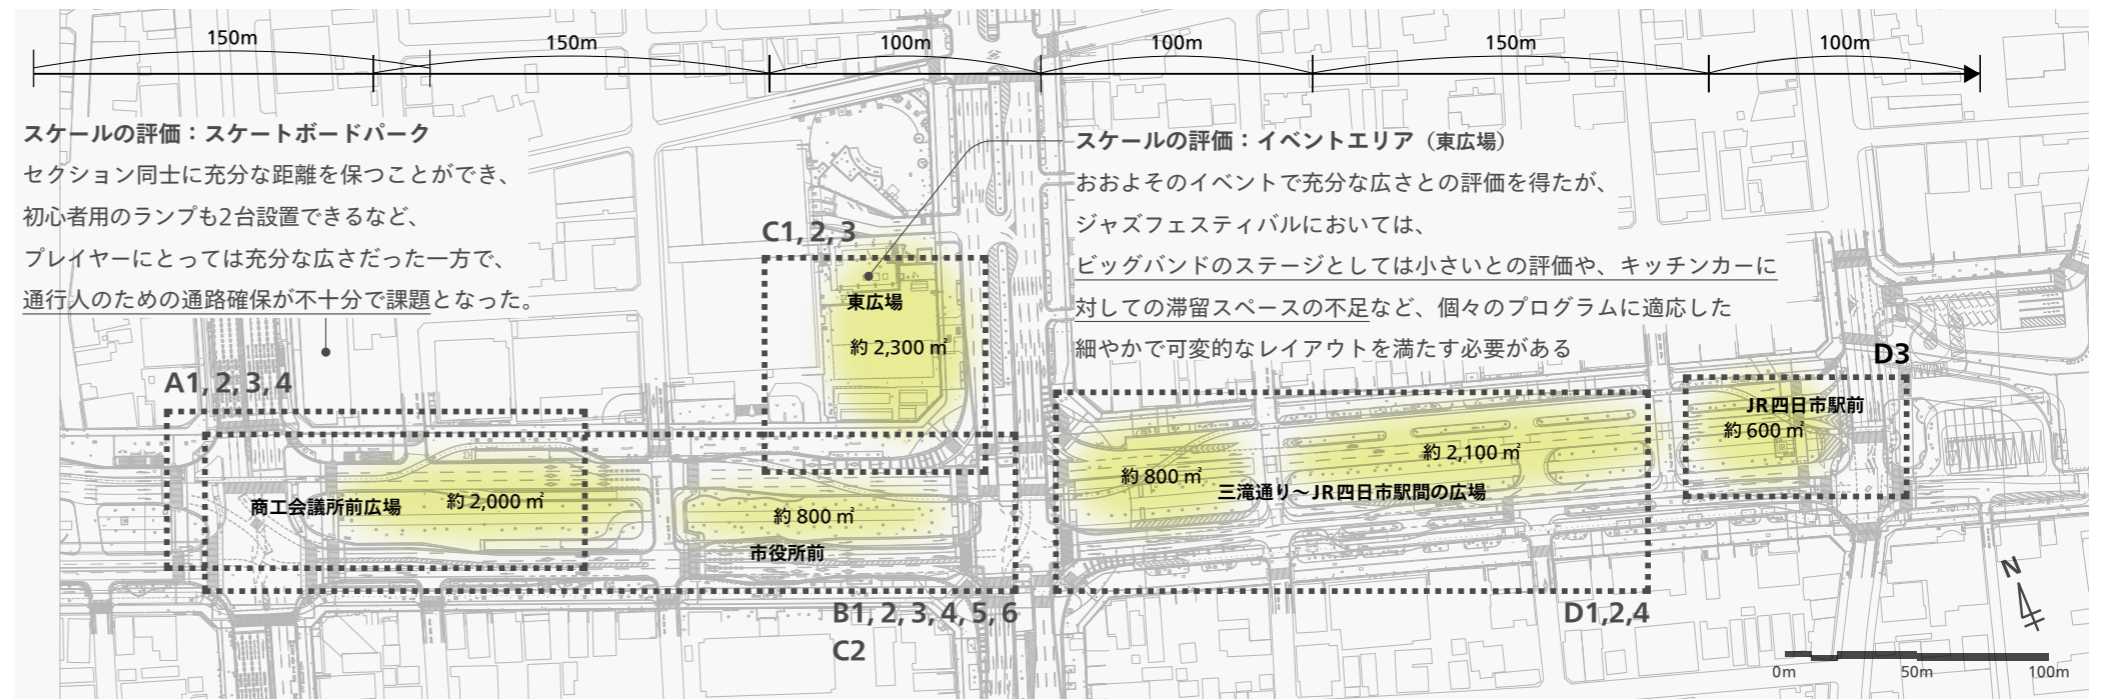 150m
150m
100m
100m
150m
100m
スケールの評価：スケートボードパーク
セクション同士に充分な距離を保つことができ、
初心者用のランプも2台設置できるなど、
プレイヤーにとっては充分な広さだった一方で、
通行人のための通路確保が不十分で課題となった。
スケールの評価：イベントエリア（東広場）
おおよそのイベントで充分な広さとの評価を得たが、
ジャズフェスティバルにおいては、
ビッグバンドのステージとしては小さいとの評価や、キッチンカーに
対しての滞留スペースの不足など、個々のプログラムに適応した
細やかで可変的なレイアウトを満たす必要がある
C1, 2, 3
東広場
約 2,300 ㎡
A1, 2, 3, 4
商工会議所前広場
約 2,000 ㎡
約 800 ㎡
市役所前
B1, 2, 3, 4, 5, 6
C2
約 800 ㎡
約 2,100 ㎡
三滝通り〜JR四日市駅間の広場
D1,2,4
D3
JR四日市駅前
約 600 ㎡
N
0m
50m
100m